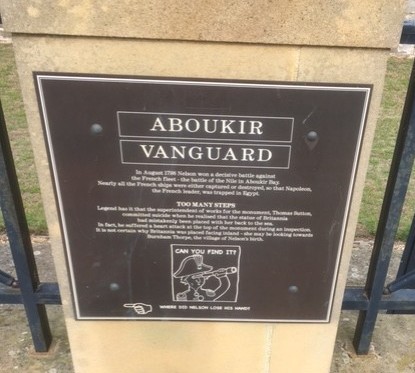 ABOUKIR
VANGUARD
In August 1798 Nelson won a decisive battle against
the French fleet - the battle of the Nile in Aboukir Bay.
Nearly all the French ships were either captured or destroyed, so that Napoleon,
the French leader, was trapped in Egypt.
TOO MANY STEPS
Legend has it that the superintendent of works for the monument, Thomas Sutton,
committed suicide when he realised that the statue of Britannia
had mistakenly been placed with her back to the sea.
In fact, he suffered a heart attack at the top of the monument during an inspection.
It is not certain why Britannia was placed facing inland - she may be looking towards
Burnham Thorpe, the village of Nelson's birth.
CAN YOU FIND IT?
WHERE DID NELSON LOSE HIS HAND?